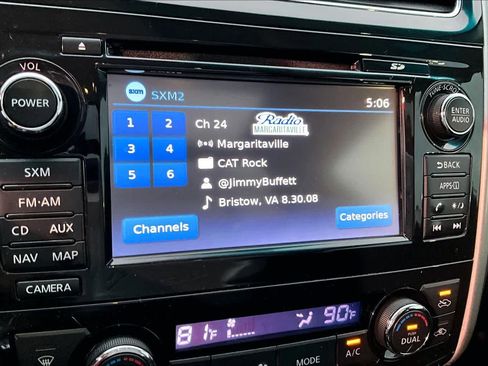 VOL
POWER
SXM
FM·AM
CD AUX
NAV MAP
CAMERA
SD
sxm SXM2 5:06
1 2
3 4
5 6
Ch 24
Radio
MARGARITAVILLE
Margaritaville
CAT Rock
@JimmyBuffett
Bristow, VA 8.30.08
Channels
Categories
TUNE·SCROLL
ENTER
AUDIO
BACK
APPS
81°F 90°F
MODE
A/C
PUSH
DUAL